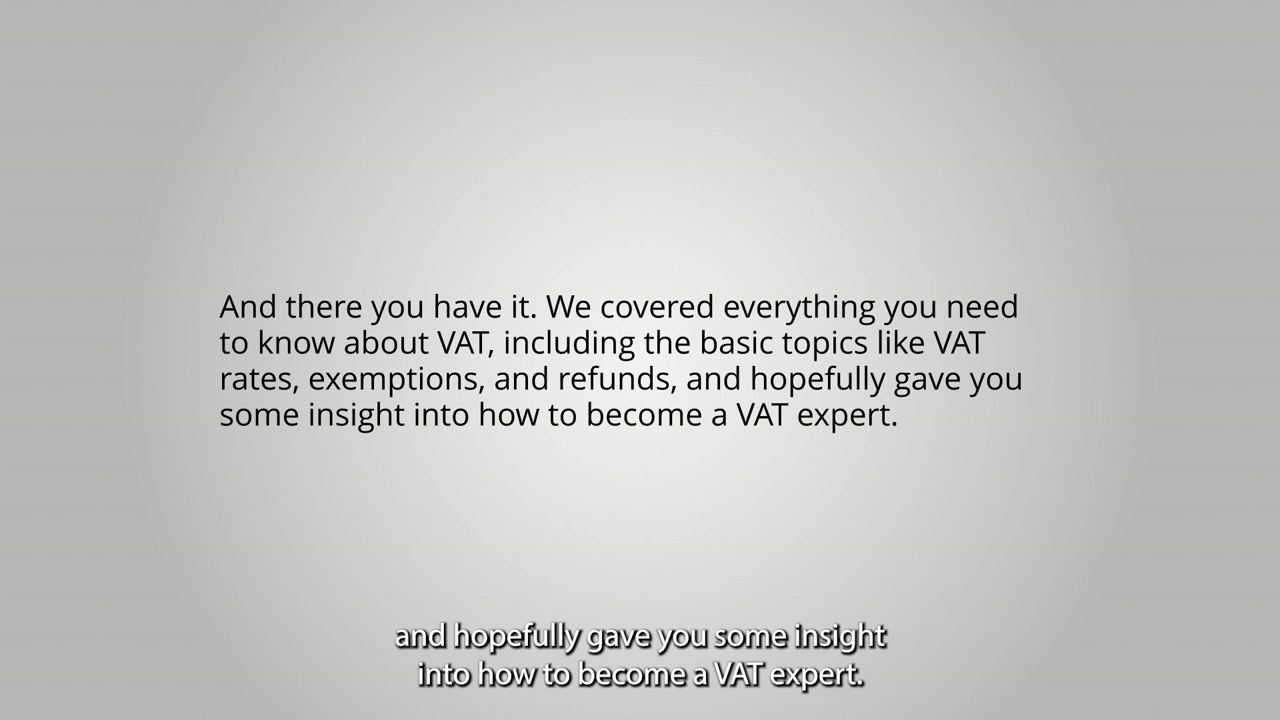 And there you have it. We covered everything you need
to know about VAT, including the basic topics like VAT
rates, exemptions, and refunds, and hopefully gave you
some insight into how to become a VAT expert.
and hopefully gave you some insight
into how to become a VAT expert.